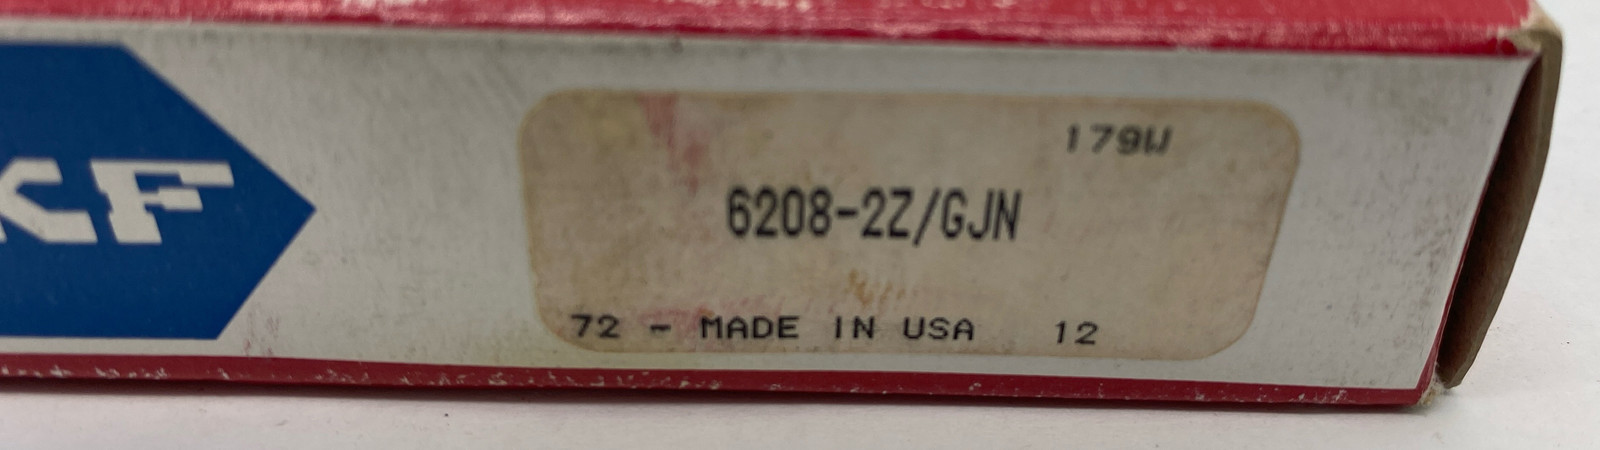 KF
179W
6208-2Z/GJN
72 - MADE IN USA 12